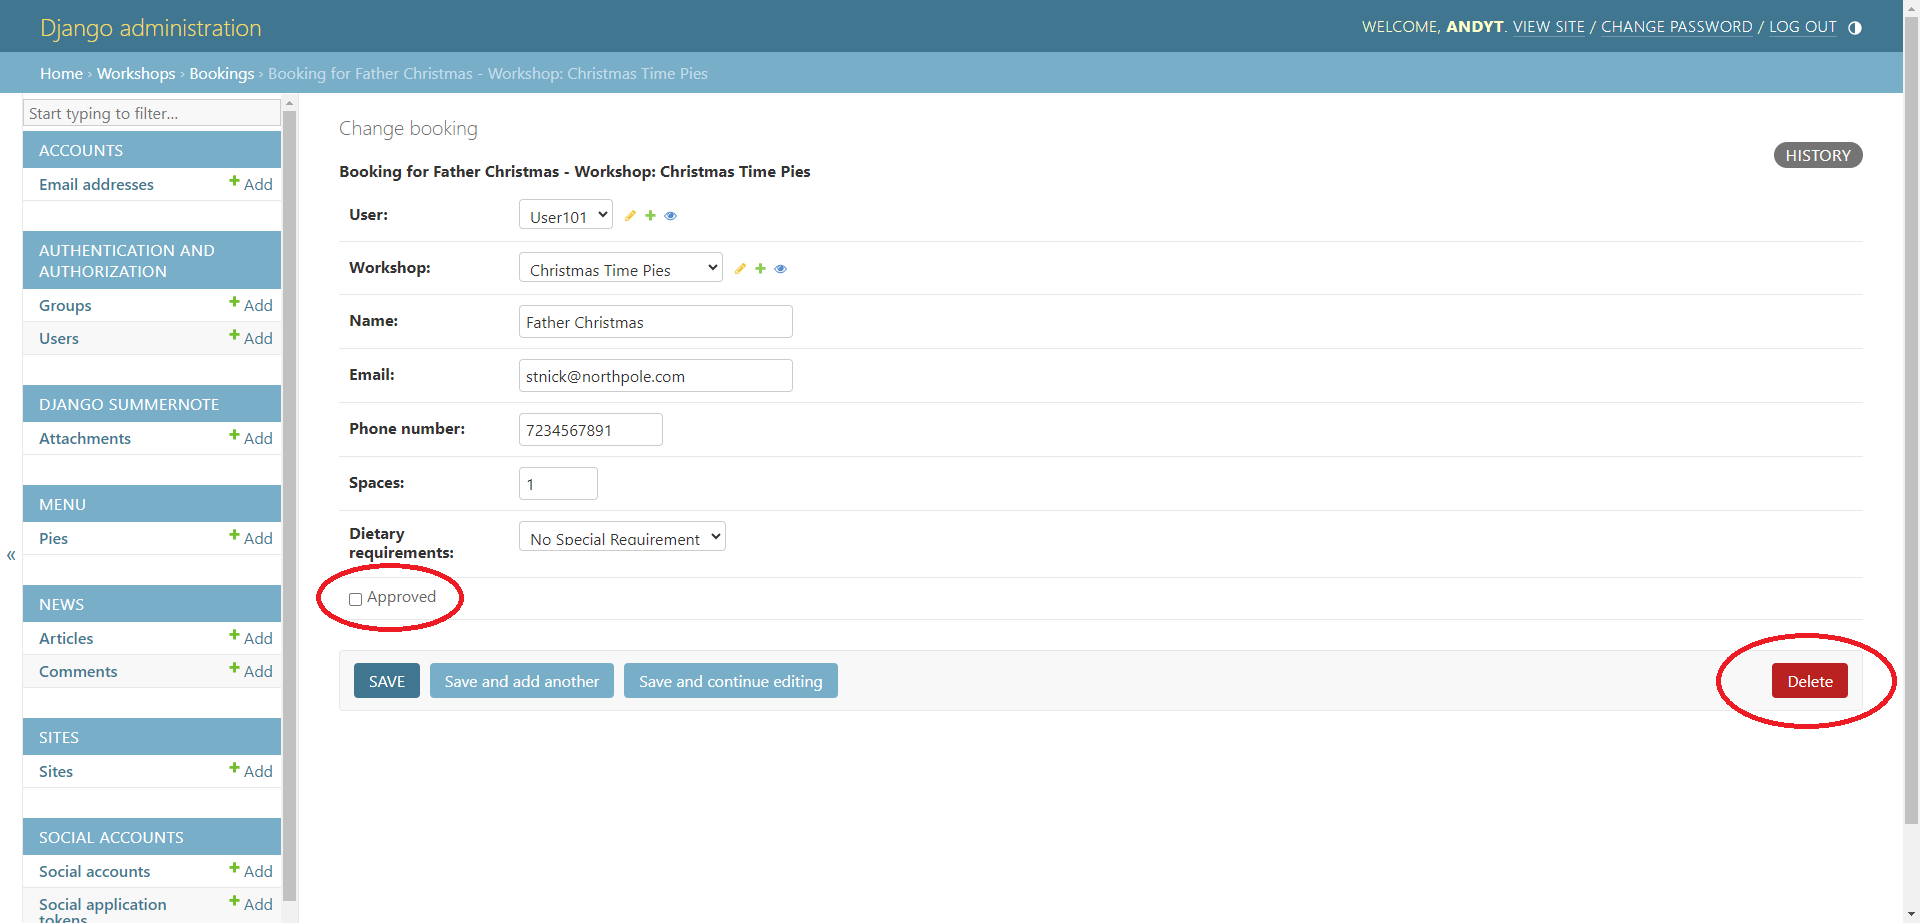 Django administration
WELCOME, ANDYT. VIEW SITE / CHANGE PASSWORD / LOG OUT
Home › Workshops › Bookings › Booking for Father Christmas - Workshop: Christmas Time Pies
Start typing to filter...
ACCOUNTS
Email addresses + Add
AUTHENTICATION AND
AUTHORIZATION
Groups + Add
Users + Add
DJANGO SUMMERNOTE
Attachments + Add
MENU
Pies + Add
«
NEWS
Articles + Add
Comments + Add
SITES
Sites + Add
SOCIAL ACCOUNTS
Social accounts + Add
Social application + Add
tokens
Change booking
HISTORY
Booking for Father Christmas - Workshop: Christmas Time Pies
User: User101
Workshop: Christmas Time Pies
Name: Father Christmas
Email: stnick@northpole.com
Phone number: 7234567891
Spaces: 1
Dietary
requirements: No Special Requirement
Approved
SAVE Save and add another Save and continue editing Delete